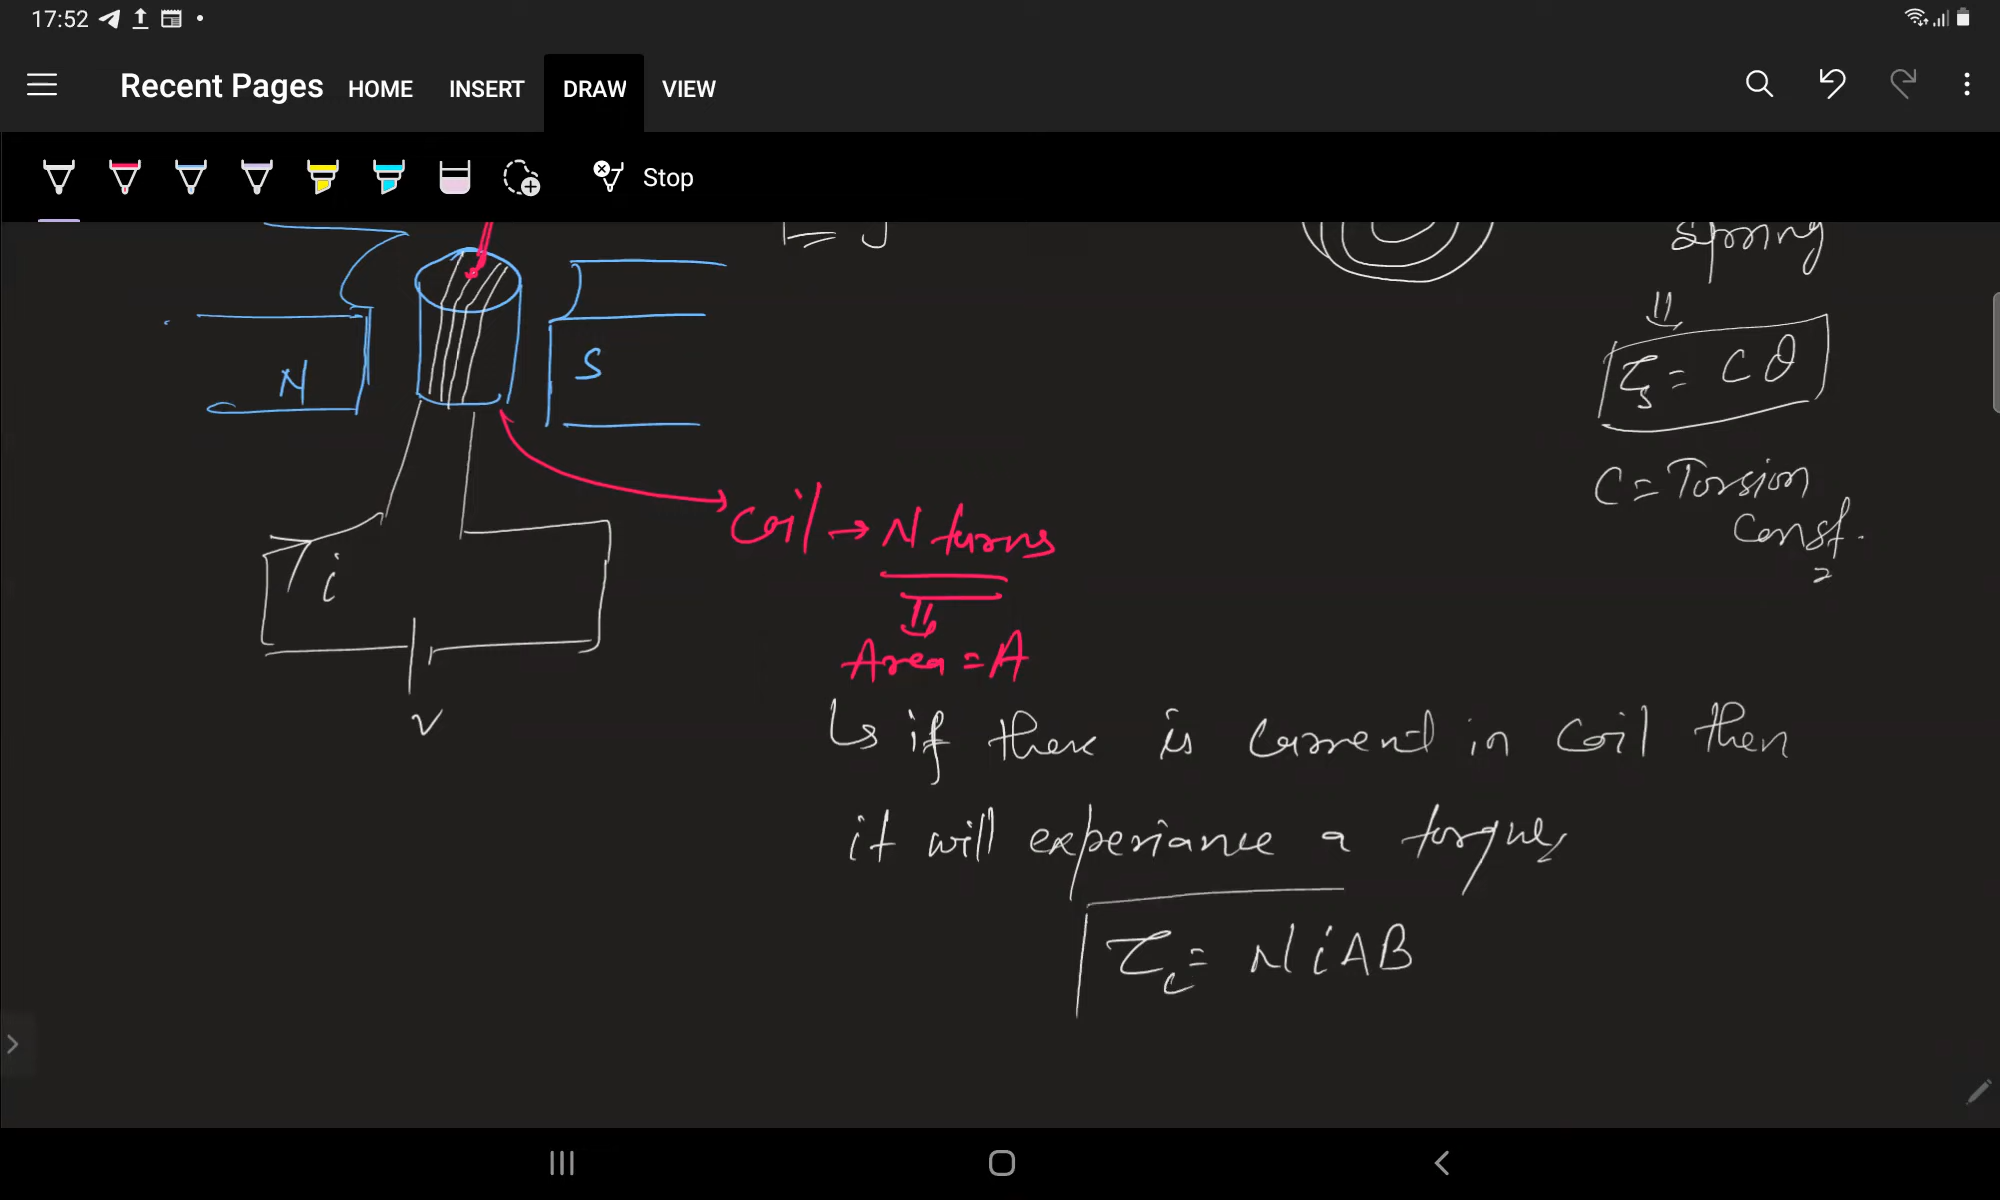 17:52
Recent Pages HOME INSERT DRAW VIEW
Stop
spring
N
S
τs = Cθ
C = Torsion
Const.
Coil → N turns
i
Area = A
V
↳ if there is current in coil then
it will experiance a torque,
τc = NiAB